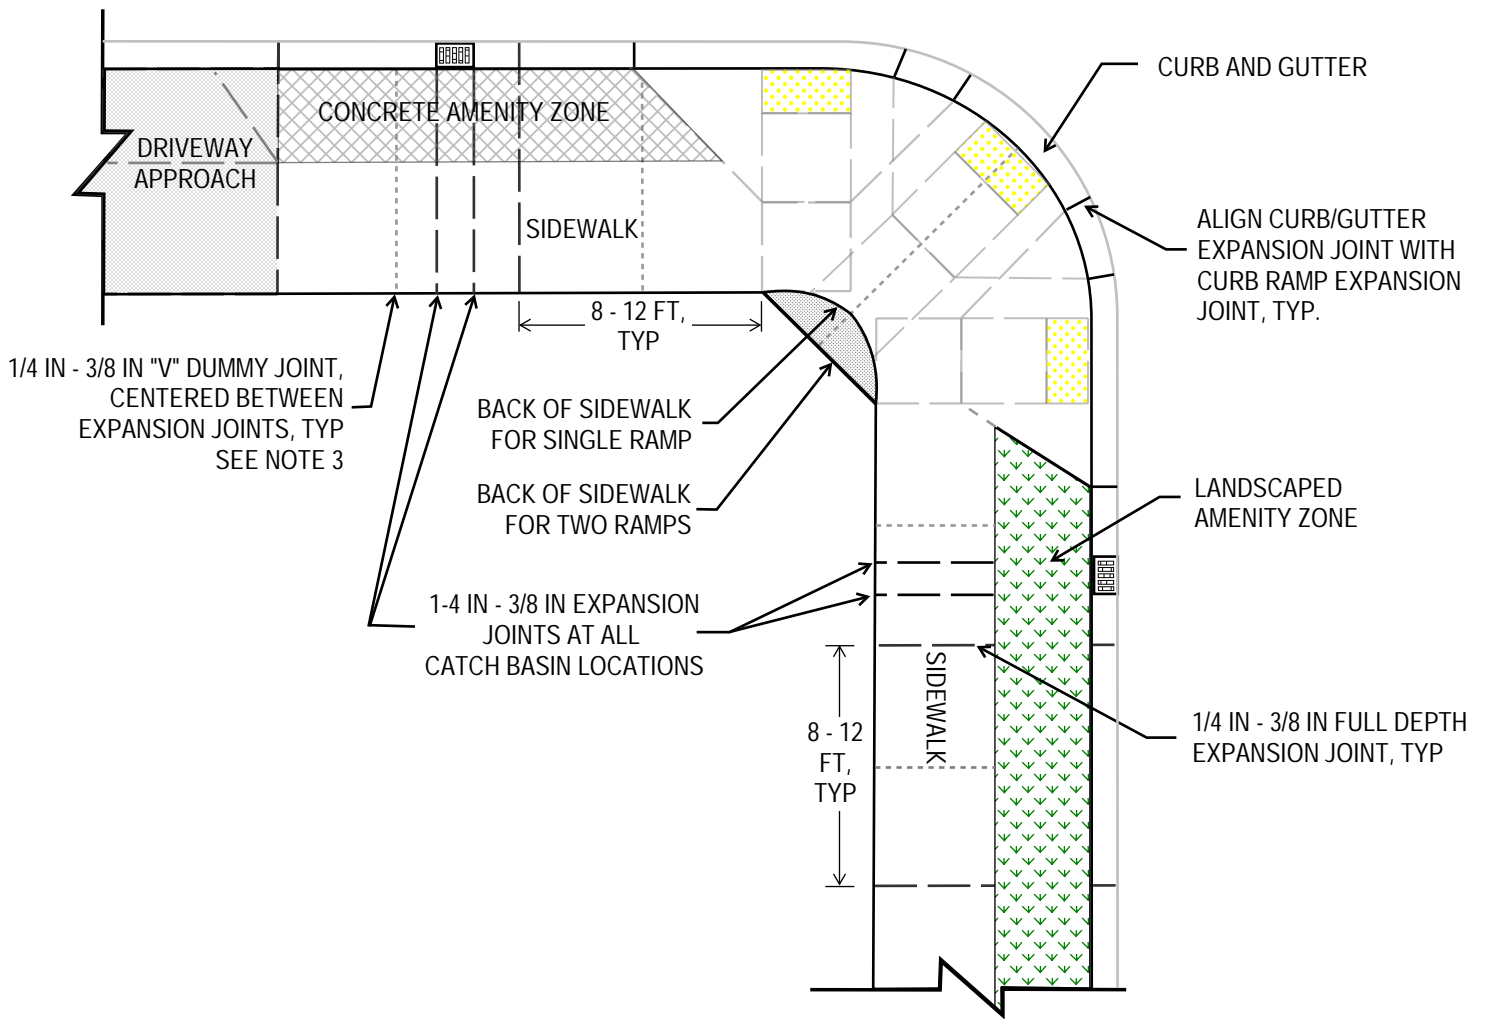 CURB AND GUTTER
CONCRETE AMENITY ZONE
DRIVEWAY
APPROACH
SIDEWALK
ALIGN CURB/GUTTER
EXPANSION JOINT WITH
CURB RAMP EXPANSION
JOINT, TYP.
8 - 12 FT,
TYP
1/4 IN - 3/8 IN "V" DUMMY JOINT,
CENTERED BETWEEN
EXPANSION JOINTS, TYP
SEE NOTE 3
BACK OF SIDEWALK
FOR SINGLE RAMP
BACK OF SIDEWALK
FOR TWO RAMPS
LANDSCAPED
AMENITY ZONE
1-4 IN - 3/8 IN EXPANSION
JOINTS AT ALL
CATCH BASIN LOCATIONS
SIDEWALK
8 - 12
FT,
TYP
1/4 IN - 3/8 IN FULL DEPTH
EXPANSION JOINT, TYP